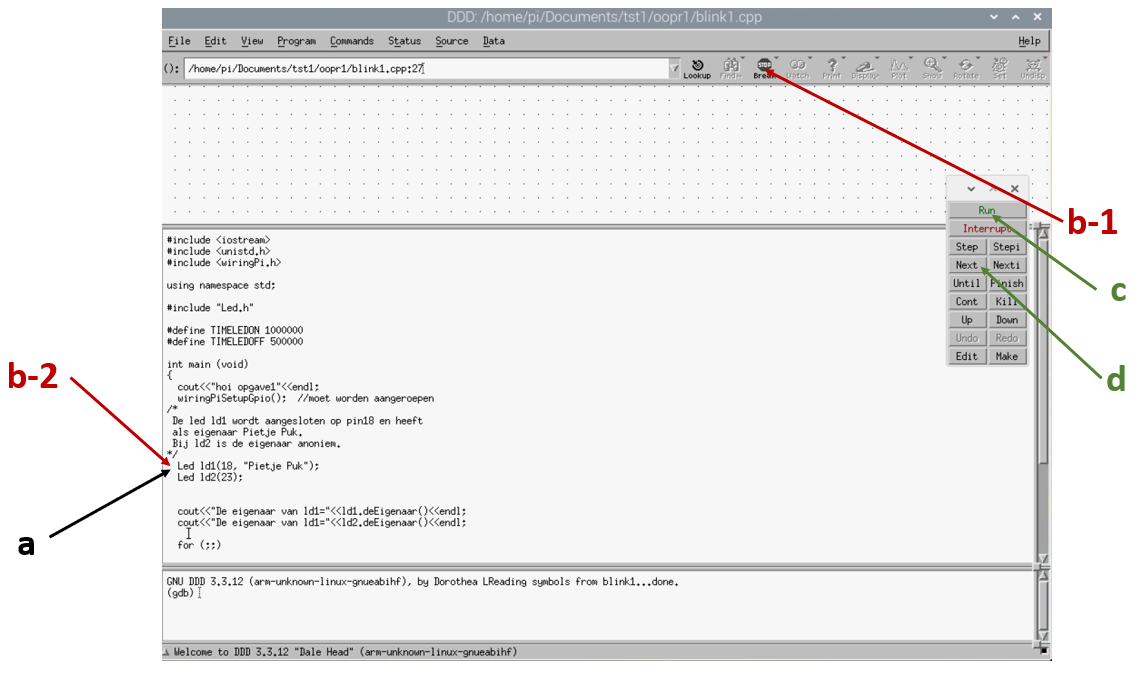 DDD: /home/pi/Documents/tst1/oopr1/blink1.cpp
File Edit View Program Commands Status Source Data Help
(): /home/pi/Documents/tst1/oopr1/blink1.cpp:27
Lookup Find» Break Watch Print Display Plot Show Rotate Set Undisp
STOP
b-1
Run
Interrupt
Step Stepi
Next Nexti
Until Finish
Cont Kill
Up Down
Undo Redo
Edit Make
c
d
#include <iostream>
#include <unistd.h>
#include <wiringPi.h>
using namespace std;
#include "Led.h"
#define TIMELEDON 1000000
#define TIMELEDOFF 500000
int main (void)
{
cout<<"hoi opgave1"<<endl;
wiringPiSetupGpio(); //moet worden aangeroepen
/*
De led ld1 wordt aangesloten op pin18 en heeft
als eigenaar Pietje Puk.
Bij ld2 is de eigenaar anoniem.
*/
Led ld1(18, "Pietje Puk");
Led ld2(23);
cout<<"De eigenaar van ld1="<<ld1.deEigenaar()<<endl;
cout<<"De eigenaar van ld1="<<ld2.deEigenaar()<<endl;
for (;;)
b-2
a
GNU DDD 3.3.12 (arm-unknown-linux-gnueabihf), by Dorothea LReading symbols from blink1...done.
(gdb)
Welcome to DDD 3.3.12 "Dale Head" (arm-unknown-linux-gnueabihf)